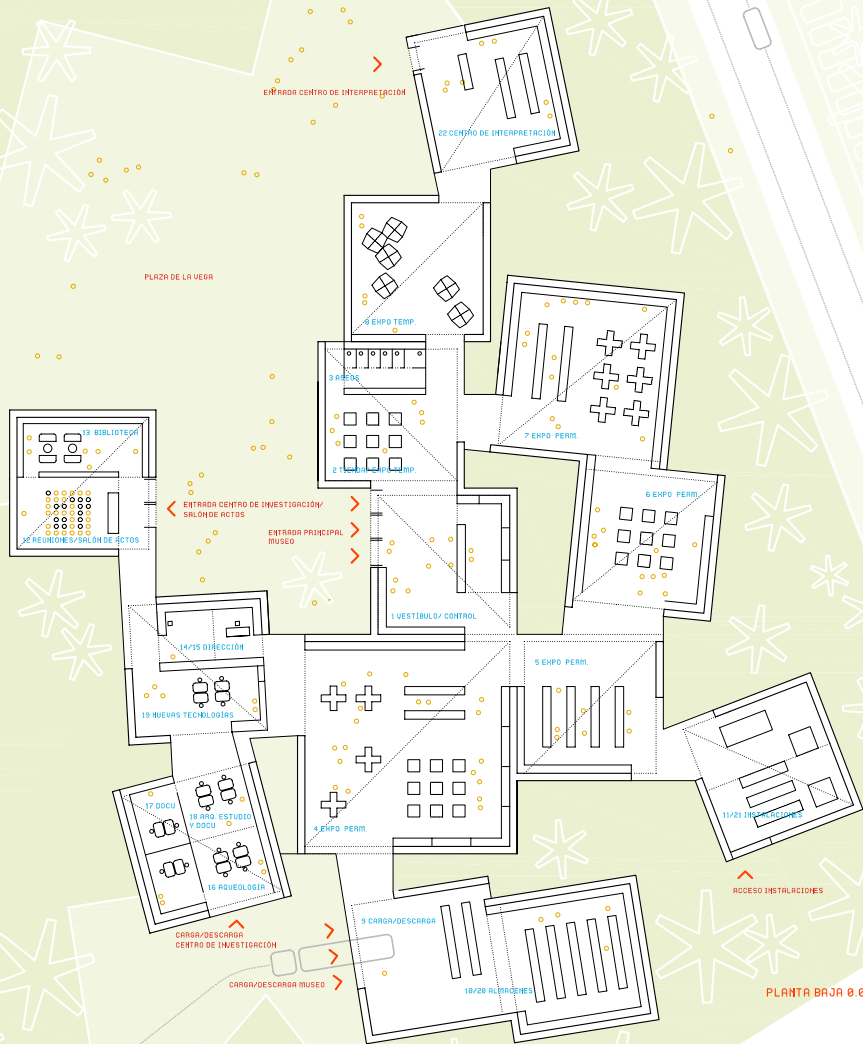 ENTRADA CENTRO DE INTERPRETACIÓN
22 CENTRO DE INTERPRETACIÓN
PLAZA DE LA VEGA
8 EXPO TEMP.
3 ASEOS
2 TIENDA/ EXPO TEMP.
7 EXPO PERM.
13 BIBLIOTECA
12 REUNIONES/SALÓN DE ACTOS
ENTRADA CENTRO DE INVESTIGACIÓN/
SALÓN DE ACTOS
ENTRADA PRINCIPAL
MUSEO
6 EXPO PERM.
1 VESTÍBULO/ CONTROL
14/15 DIRECCIÓN
5 EXPO PERM.
19 NUEVAS TECNOLOGÍAS
17 DOCU
18 ARQ. ESTUDIO
Y DOCU
4 EXPO PERM.
11/21 INSTALACIONES
16 AQUEOLOGÍA
ACCESO INSTALACIONES
9 CARGA/DESCARGA
CARGA/DESCARGA
CENTRO DE INVESTIGACIÓN
CARGA/DESCARGA MUSEO
10/20 ALMACENES
PLANTA BAJA 0.0